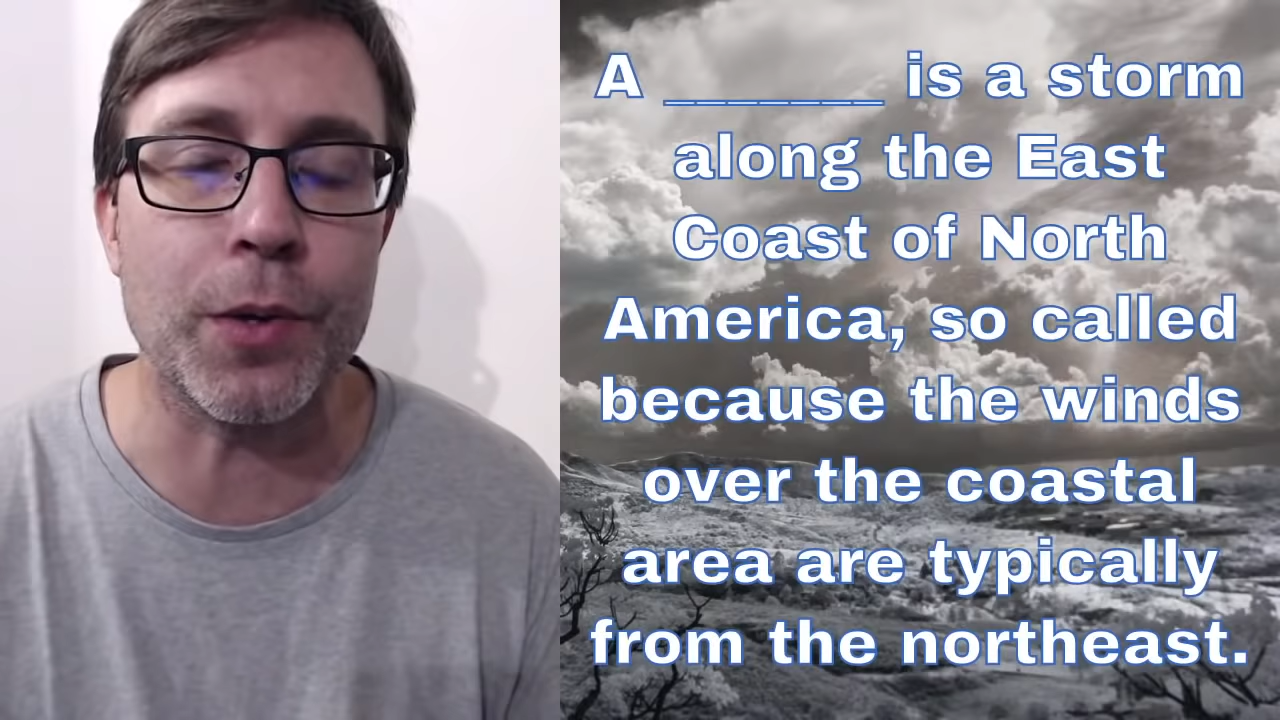 A _______ is a storm
along the East
Coast of North
America, so called
because the winds
over the coastal
area are typically
from the northeast.